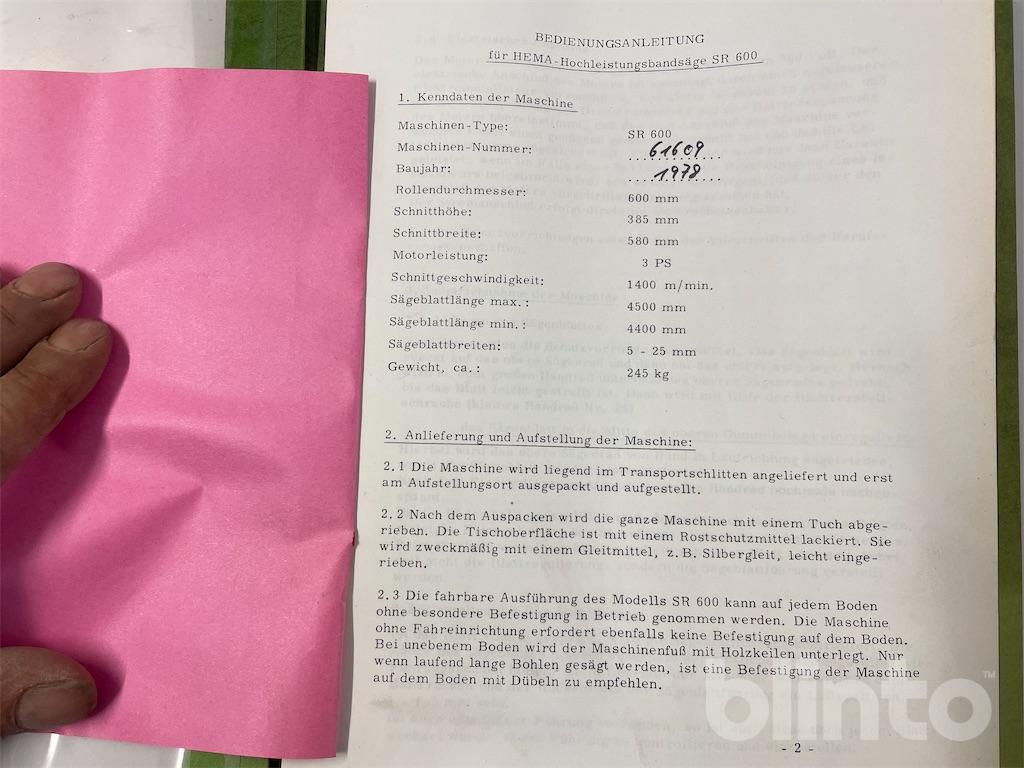 BEDIENUNGSANLEITUNG
für HEMA-Hochleistungsbandsäge SR 600
1. Kenndaten der Maschine
Maschinen-Type: SR 600
Maschinen-Nummer: 61609
Baujahr: 1978
Rollendurchmesser: 600 mm
Schnitthöhe: 385 mm
Schnittbreite: 580 mm
Motorleistung: 3 PS
Schnittgeschwindigkeit: 1400 m/min.
Sägeblattlänge max.: 4500 mm
Sägeblattlänge min.: 4400 mm
Sägeblattbreiten: 5 - 25 mm
Gewicht, ca.: 245 kg
2. Anlieferung und Aufstellung der Maschine:
2.1 Die Maschine wird liegend im Transportschlitten angeliefert und erst
am Aufstellungsort ausgepackt und aufgestellt.
2.2 Nach dem Auspacken wird die ganze Maschine mit einem Tuch abge-
rieben. Die Tischoberfläche ist mit einem Rostschutzmittel lackiert. Sie
wird zweckmäßig mit einem Gleitmittel, z.B. Silbergleit, leicht einge-
rieben.
2.3 Die fahrbare Ausführung des Modells SR 600 kann auf jedem Boden
ohne besondere Befestigung in Betrieb genommen werden. Die Maschine
ohne Fahreinrichtung erfordert ebenfalls keine Befestigung auf dem Boden.
Bei unebenem Boden wird der Maschinenfuß mit Holzkeilen unterlegt. Nur
wenn laufend lange Bohlen gesägt werden, ist eine Befestigung der Maschine
auf dem Boden mit Dübeln zu empfehlen.
blinto™
- 2 -